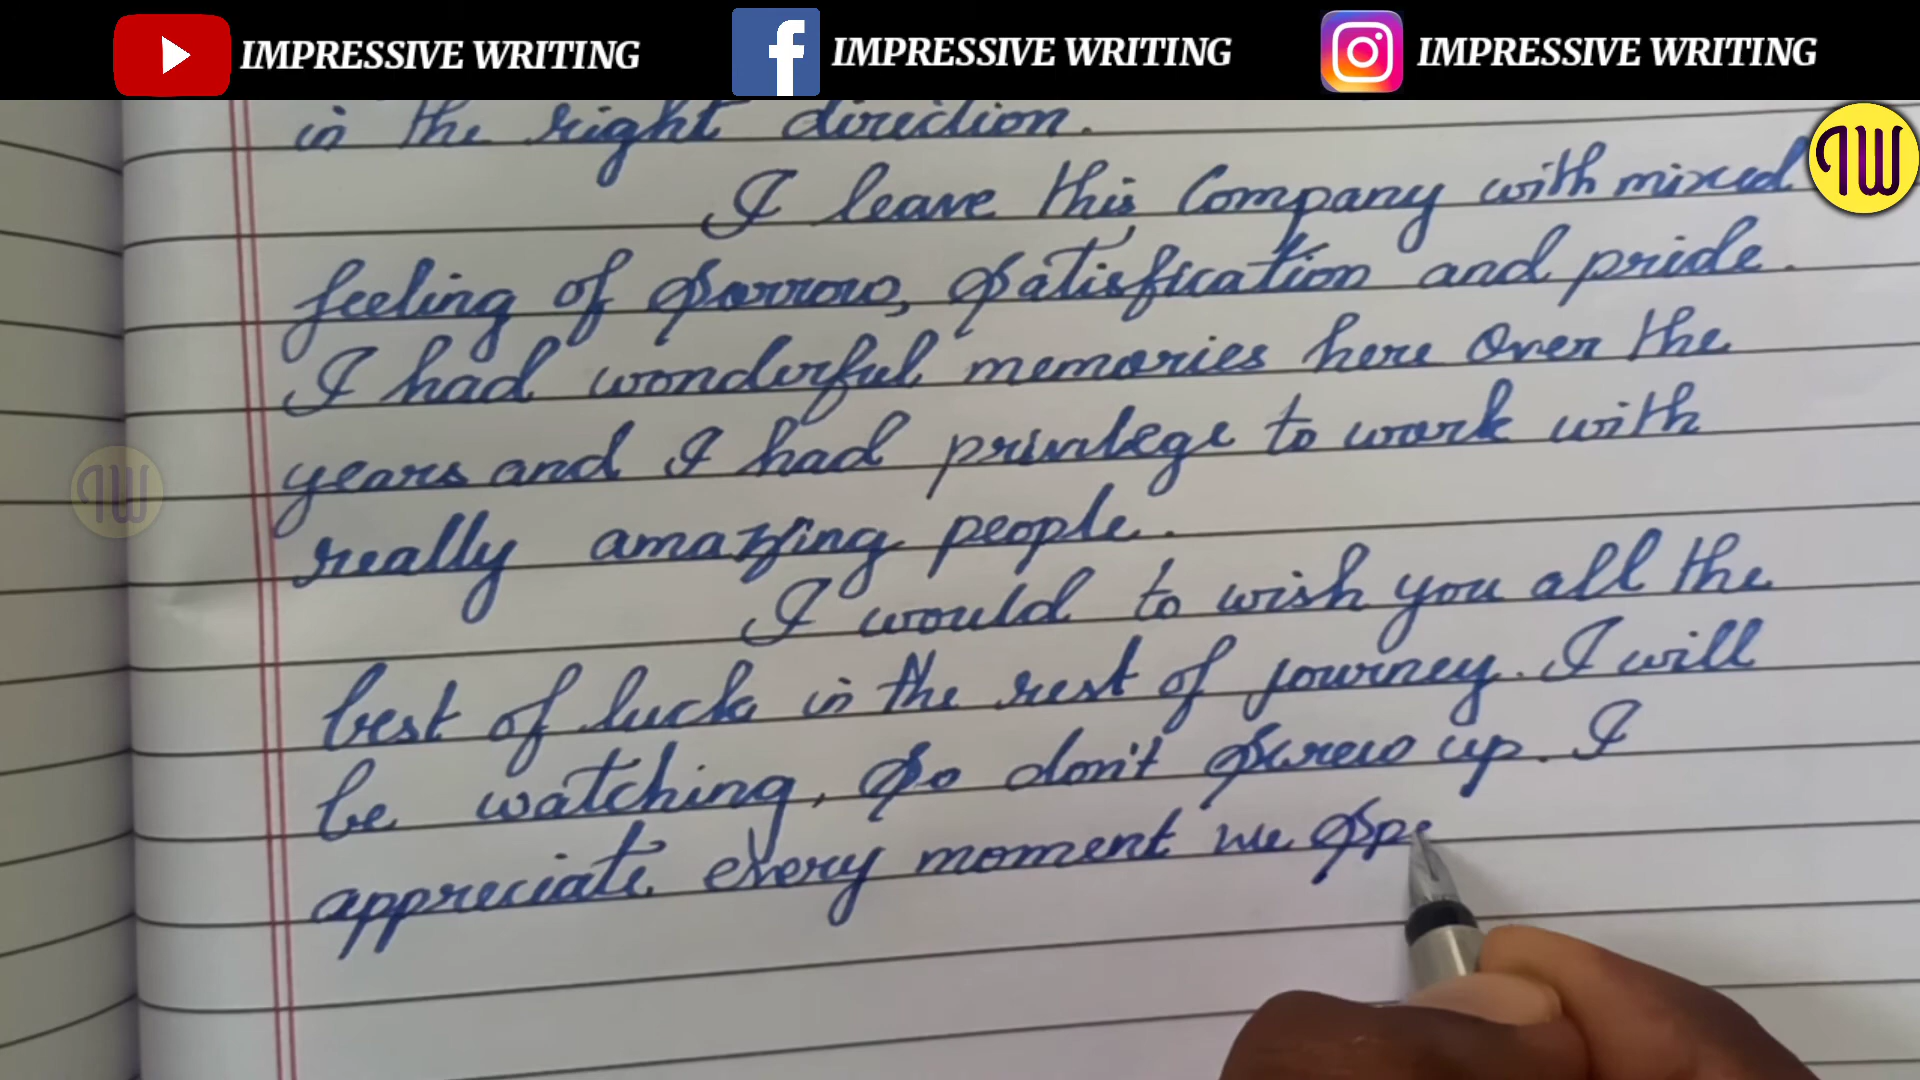 IMPRESSIVE WRITING IMPRESSIVE WRITING IMPRESSIVE WRITING
in the right direction.
IW
I leave this Company with mixed
feeling of Sorrow, Satisfication and pride.
I had wonderful memories here Over the
years and I had privilege to work with
IW
really amazing people.
I would to wish you all the
best of luck in the rest of journey. I will
be watching, So don't Screw up. I
appreciate every moment we Spe